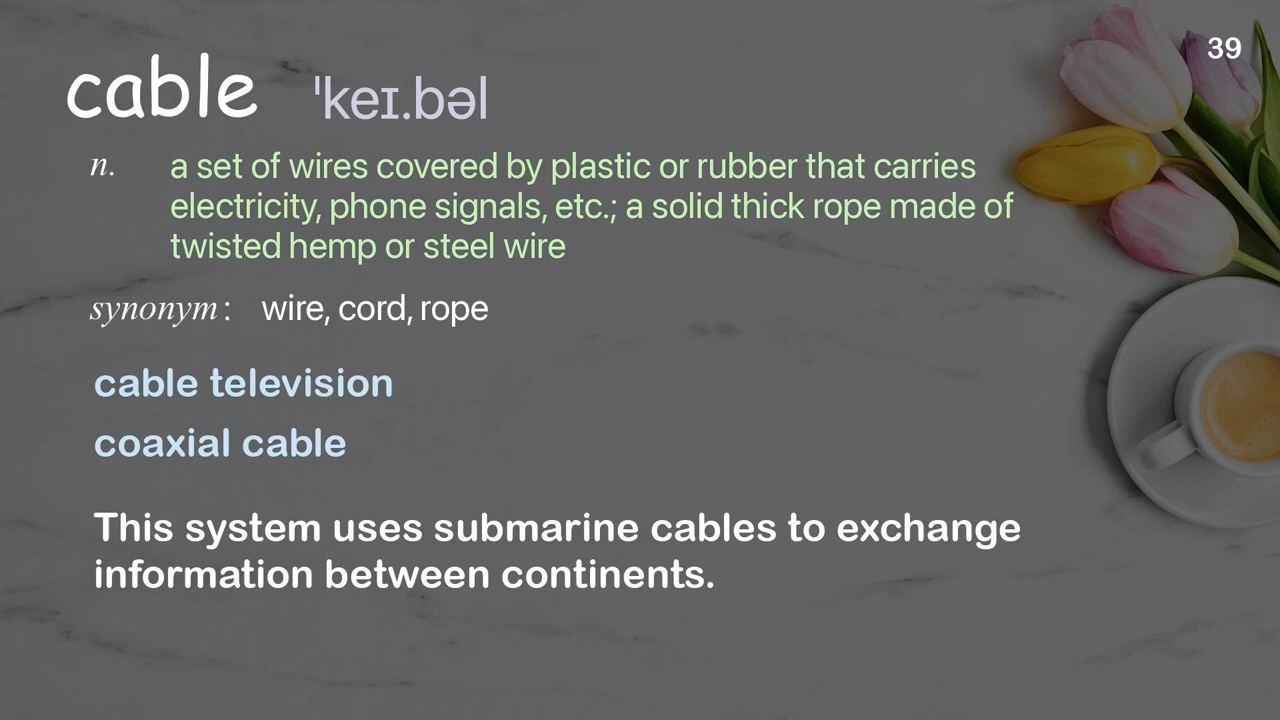 39
cable ˈkeɪ.bəl
n. a set of wires covered by plastic or rubber that carries
electricity, phone signals, etc.; a solid thick rope made of
twisted hemp or steel wire
synonym: wire, cord, rope
cable television
coaxial cable
This system uses submarine cables to exchange
information between continents.